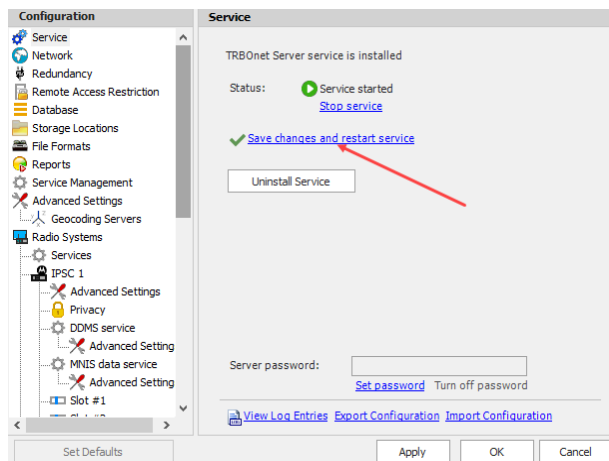 Configuration
Service
Network
Redundancy
Remote Access Restriction
Database
Storage Locations
File Formats
Reports
Service Management
Advanced Settings
Geocoding Servers
Radio Systems
Services
IPSC 1
Advanced Settings
Privacy
DDMS service
Advanced Setting
MNIS data service
Advanced Setting
Slot #1
Set Defaults
Service
TRBOnet Server service is installed
Status: Service started
Stop service
Save changes and restart service
Uninstall Service
Server password:
Set password Turn off password
View Log Entries Export Configuration Import Configuration
Apply OK Cancel